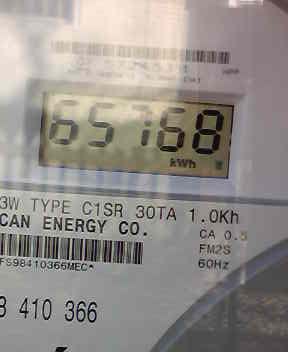 65768
kWh
3W TYPE C1SR 30TA 1.0Kh
CAN ENERGY CO.
CA 0.5
FM2S
FS98410366MEC*
60Hz
8 410 366